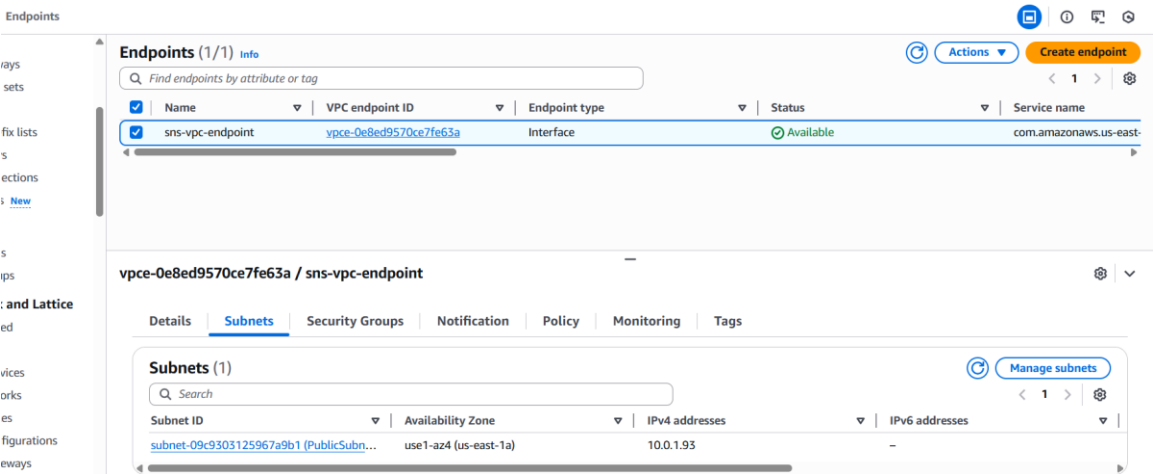 Endpoints
Endpoints (1/1) Info
Actions
Create endpoint
Find endpoints by attribute or tag
1
Name
VPC endpoint ID
Endpoint type
Status
Service name
sns-vpc-endpoint
vpce-0e8ed9570ce7fe63a
Interface
Available
com.amazonaws.us-east-
sets
fix lists
ections
New
and Lattice
vpce-0e8ed9570ce7fe63a / sns-vpc-endpoint
Details
Subnets
Security Groups
Notification
Policy
Monitoring
Tags
Subnets (1)
Manage subnets
Search
1
Subnet ID
Availability Zone
IPv4 addresses
IPv6 addresses
subnet-09c9303125967a9b1 (PublicSubn...
use1-az4 (us-east-1a)
10.0.1.93
–
vices
orks
es
figurations
eways